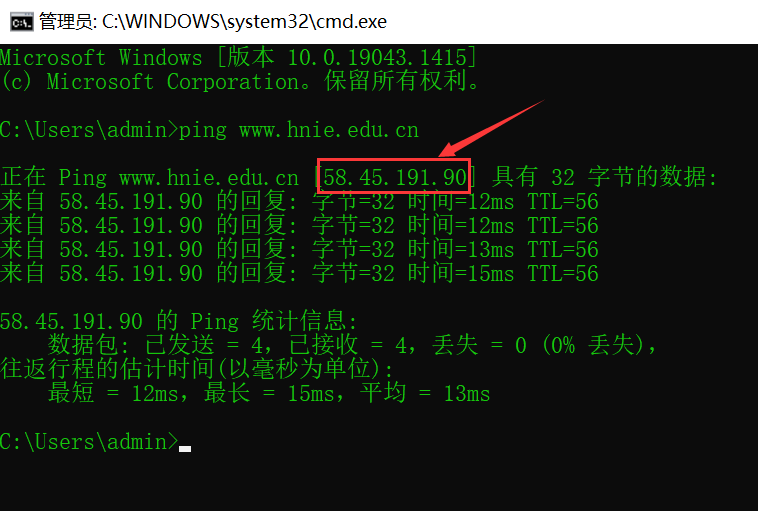 管理员: C:\WINDOWS\system32\cmd.exe
Microsoft Windows [版本 10.0.19043.1415]
(c) Microsoft Corporation。保留所有权利。
C:\Users\admin>ping www.hnie.edu.cn
正在 Ping www.hnie.edu.cn [58.45.191.90] 具有 32 字节的数据:
来自 58.45.191.90 的回复: 字节=32 时间=12ms TTL=56
来自 58.45.191.90 的回复: 字节=32 时间=12ms TTL=56
来自 58.45.191.90 的回复: 字节=32 时间=13ms TTL=56
来自 58.45.191.90 的回复: 字节=32 时间=15ms TTL=56
58.45.191.90 的 Ping 统计信息:
数据包: 已发送 = 4，已接收 = 4，丢失 = 0 (0% 丢失)，
往返行程的估计时间(以毫秒为单位):
最短 = 12ms，最长 = 15ms，平均 = 13ms
C:\Users\admin>